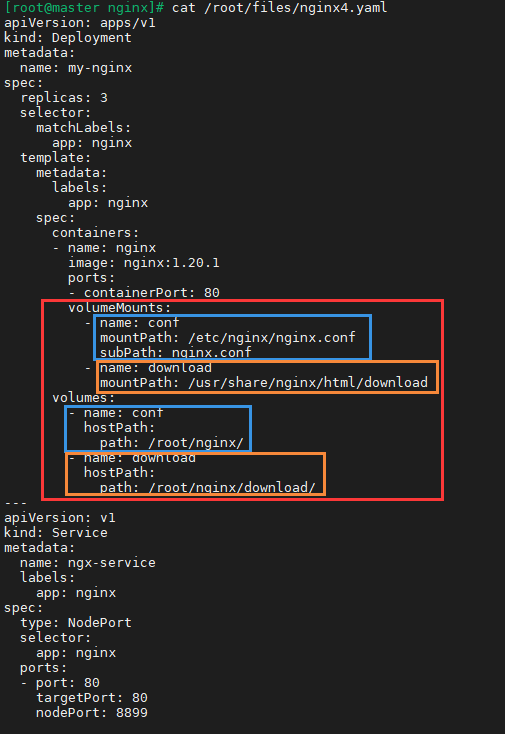 [root@master nginx]# cat /root/files/nginx4.yaml
apiVersion: apps/v1
kind: Deployment
metadata:
  name: my-nginx
spec:
  replicas: 3
  selector:
    matchLabels:
      app: nginx
  template:
    metadata:
      labels:
        app: nginx
    spec:
      containers:
      - name: nginx
        image: nginx:1.20.1
        ports:
        - containerPort: 80
        volumeMounts:
          - name: conf
            mountPath: /etc/nginx/nginx.conf
            subPath: nginx.conf
          - name: download
            mountPath: /usr/share/nginx/html/download
      volumes:
        - name: conf
          hostPath:
            path: /root/nginx/
        - name: download
          hostPath:
            path: /root/nginx/download/
---
apiVersion: v1
kind: Service
metadata:
  name: ngx-service
  labels:
    app: nginx
spec:
  type: NodePort
  selector:
    app: nginx
  ports:
  - port: 80
    targetPort: 80
    nodePort: 8899